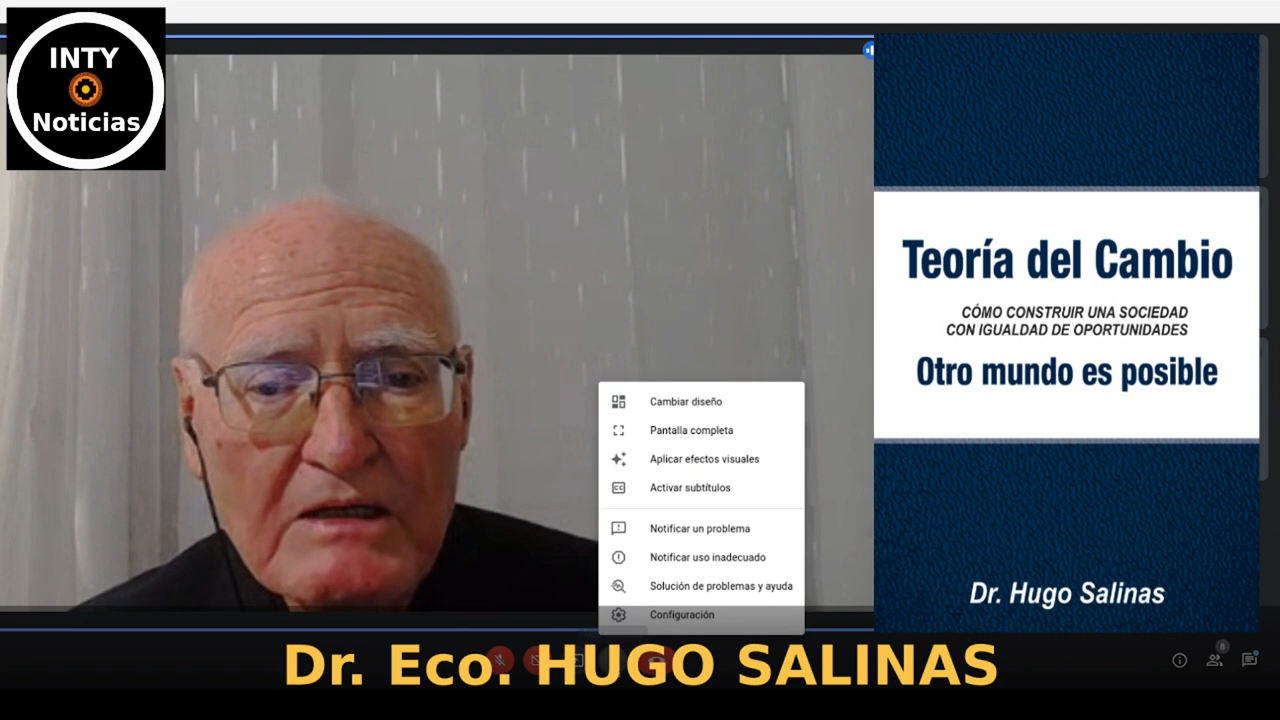 INTY
Noticias
Teoría del Cambio
CÓMO CONSTRUIR UNA SOCIEDAD
CON IGUALDAD DE OPORTUNIDADES
Otro mundo es posible
Dr. Hugo Salinas
Cambiar diseño
Pantalla completa
Aplicar efectos visuales
CC
Activar subtítulos
Notificar un problema
Notificar uso inadecuado
Solución de problemas y ayuda
Configuración
8
Dr. Eco. HUGO SALINAS